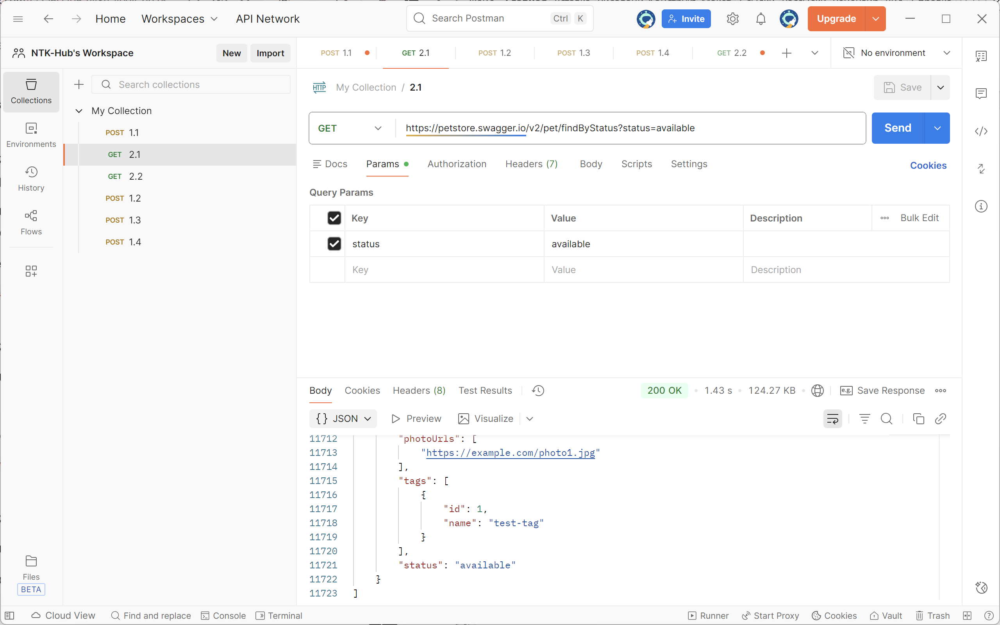 Home Workspaces API Network Search Postman Ctrl K Invite Upgrade
NTK-Hub's Workspace New Import
POST 1.1 GET 2.1 POST 1.2 POST 1.3 POST 1.4 GET 2.2 No environment
Collections
Environments
History
Flows
Files
BETA
Search collections
My Collection
POST 1.1
GET 2.1
GET 2.2
POST 1.2
POST 1.3
POST 1.4
HTTP My Collection / 2.1 Save
GET https://petstore.swagger.io/v2/pet/findByStatus?status=available Send
Docs Params Authorization Headers (7) Body Scripts Settings Cookies
Query Params
Key Value Description Bulk Edit
status available
Key Value Description
Body Cookies Headers (8) Test Results 200 OK 1.43 s 124.27 KB e.g. Save Response
{} JSON Preview Visualize
11712 "photoUrls": [
11713 "https://example.com/photo1.jpg"
11714 ],
11715 "tags": [
11716 {
11717 "id": 1,
11718 "name": "test-tag"
11719 }
11720 ],
11721 "status": "available"
11722 }
11723 ]
Cloud View Find and replace Console Terminal Runner Start Proxy Cookies Vault Trash